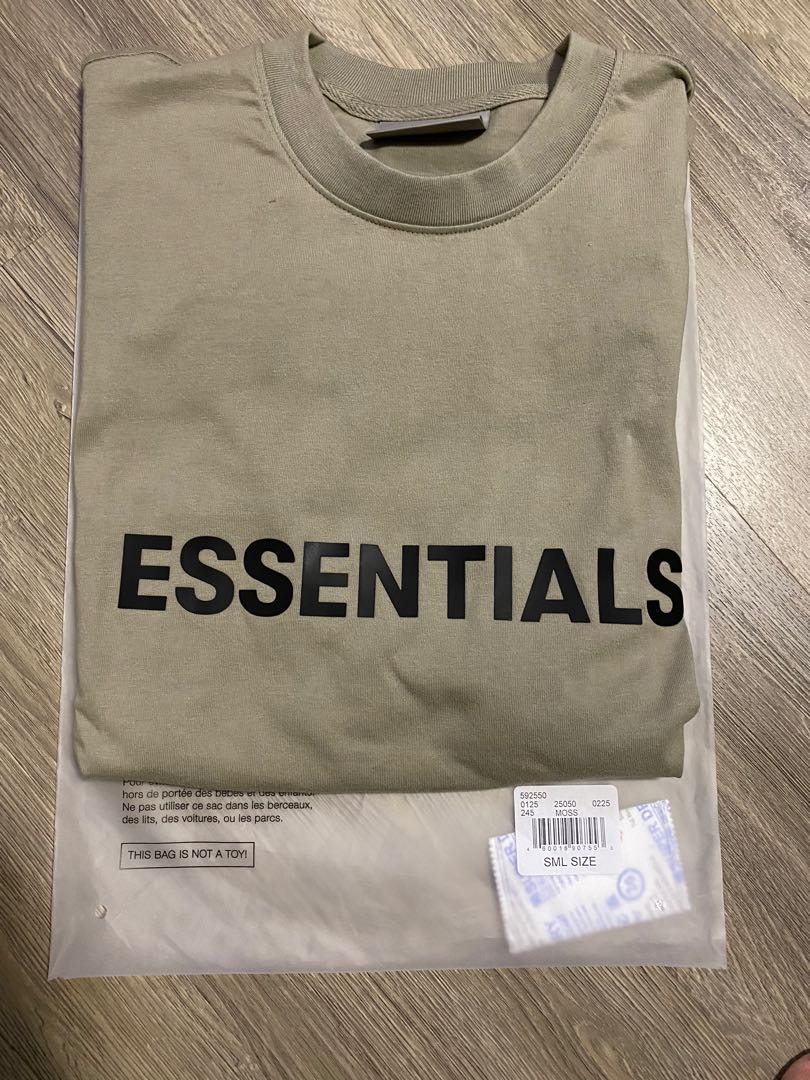 ESSENTIALS
hors de portée des bébés et des enfants.
Ne pas utiliser ce sac dans les berceaux,
des lits, des voitures, ou les parcs.
THIS BAG IS NOT A TOY!
592550
0125 25050 0225
245 MOSS
SML SIZE